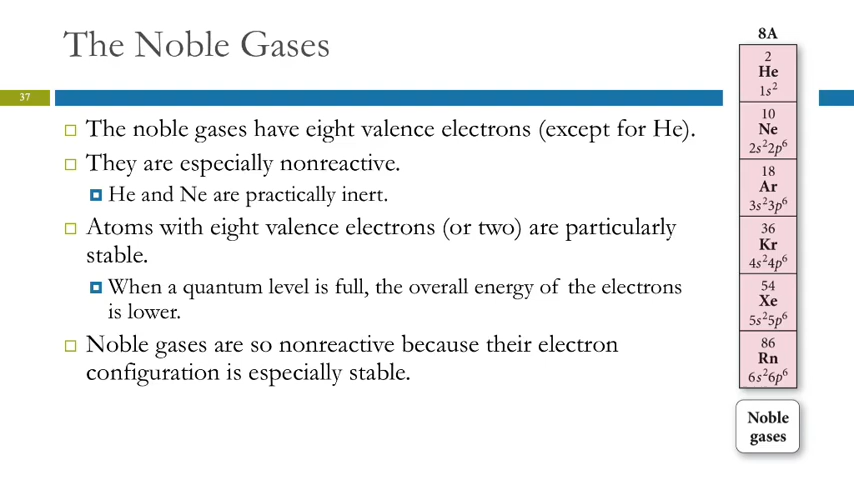 The Noble Gases
37
The noble gases have eight valence electrons (except for He).
They are especially nonreactive.
He and Ne are practically inert.
Atoms with eight valence electrons (or two) are particularly
stable.
When a quantum level is full, the overall energy of the electrons
is lower.
Noble gases are so nonreactive because their electron
configuration is especially stable.
8A
2
He
1s²
10
Ne
2s²2p⁶
18
Ar
3s²3p⁶
36
Kr
4s²4p⁶
54
Xe
5s²5p⁶
86
Rn
6s²6p⁶
Noble
gases